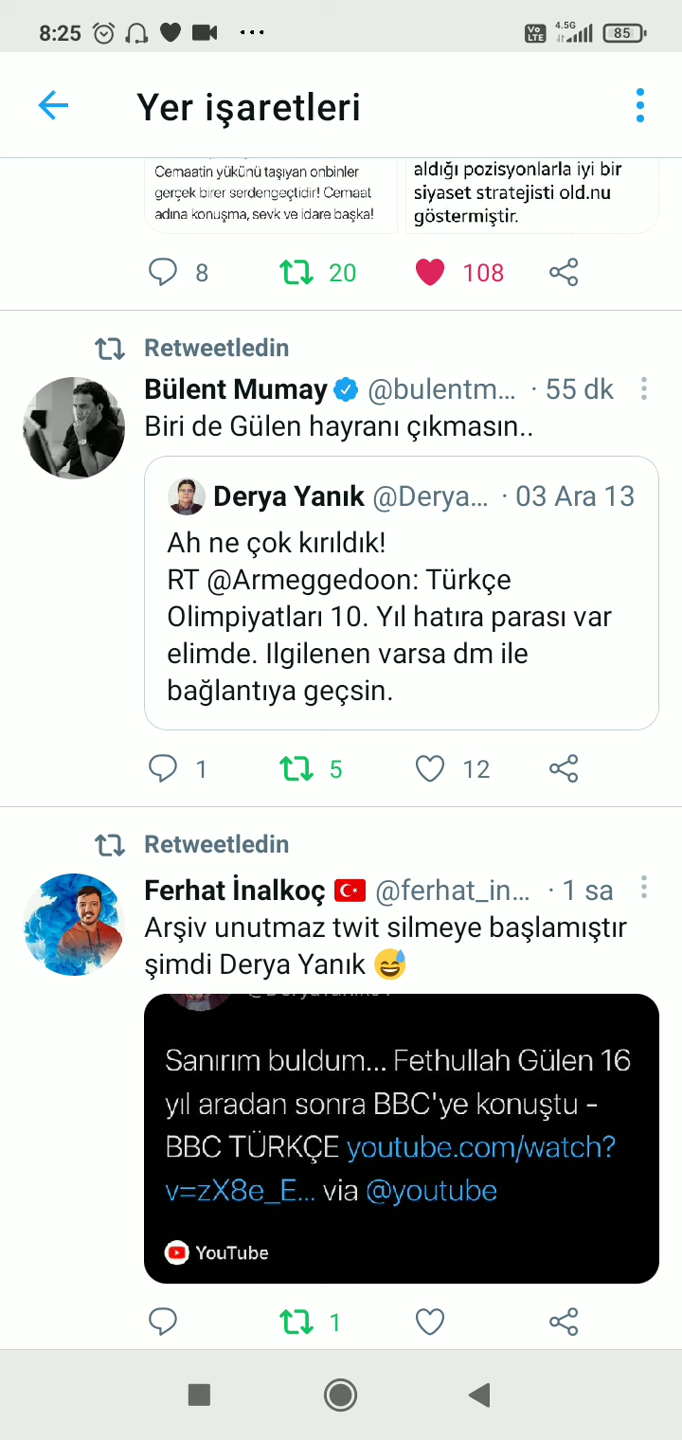 8:25
Vo LTE 4.5G 85
Yer işaretleri
Cemaatin yükünü taşıyan onbinler
gerçek birer serdengeçtidir! Cemaat
adına konuşma, sevk ve idare başka!
aldığı pozisyonlarla iyi bir
siyaset stratejisti old.nu
göstermiştir.
8 20 108
Retweetledin
Bülent Mumay @bulentm... · 55 dk
Biri de Gülen hayranı çıkmasın..
Derya Yanık @Derya... · 03 Ara 13
Ah ne çok kırıldık!
RT @Armeggedoon: Türkçe
Olimpiyatları 10. Yıl hatıra parası var
elimde. Ilgilenen varsa dm ile
bağlantıya geçsin.
1 5 12
Retweetledin
Ferhat İnalkoç @ferhat_in... · 1 sa
Arşiv unutmaz twit silmeye başlamıştır
şimdi Derya Yanık 😅
Sanırım buldum... Fethullah Gülen 16
yıl aradan sonra BBC'ye konuştu -
BBC TÜRKÇE youtube.com/watch?
v=zX8e_E... via @youtube
YouTube
1